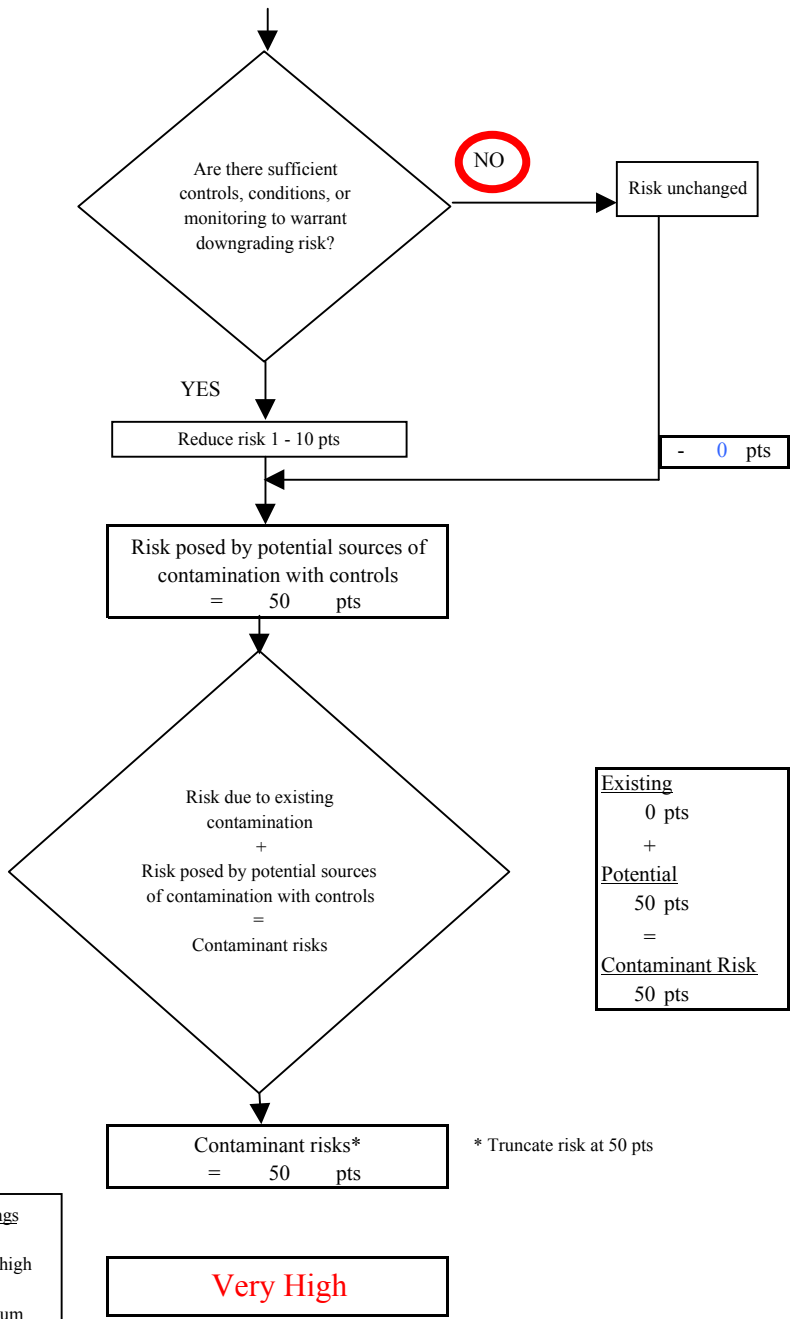 Are there sufficient
controls, conditions, or
monitoring to warrant
downgrading risk?
NO
Risk unchanged
YES
Reduce risk 1 - 10 pts
- 0 pts
Risk posed by potential sources of
contamination with controls
= 50 pts
Risk due to existing
contamination
+
Risk posed by potential sources
of contamination with controls
=
Contaminant risks
Existing
0 pts
+
Potential
50 pts
=
Contaminant Risk
50 pts
Contaminant risks*
= 50 pts
* Truncate risk at 50 pts
high
Very High